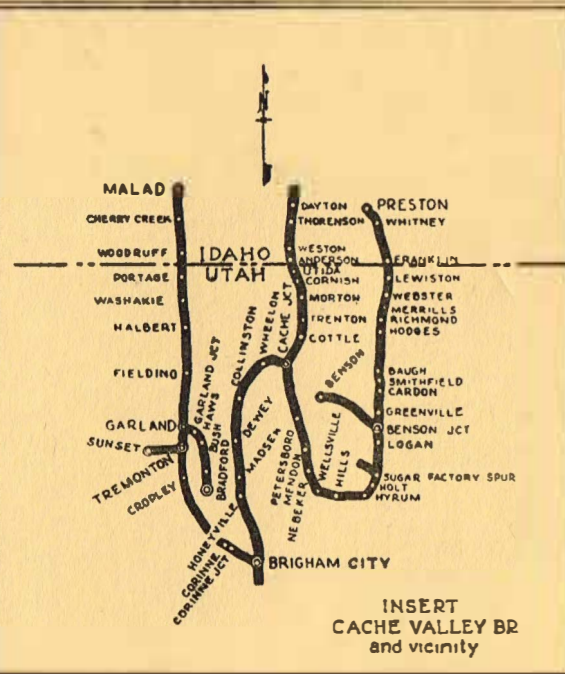 N
MALAD
CHERRY CREEK
WOODRUFF
IDAHO
UTAH
PORTAGE
WASHAKIE
HALBERT
FIELDING
GARLAND
SUNSET
TREMONTON
CROPLEY
GARLAND JCT
HAWS
BUSH
BRADFORD
COLLINSTON
WHEELON
CACHE JCT
DEWEY
MADSEN
HONEYVILLE
CORINNE
CORINNE JCT
BRIGHAM CITY
DAYTON
THORENSON
WESTON
ANDERSON
UTIDA
CORNISH
MORTON
TRENTON
COTTLE
PETERSBORO
MENDON
NEBEKER
WELLSVILLE
HILLS
BENSON
PRESTON
WHITNEY
FRANKLIN
LEWISTON
WEBSTER
MERRILLS
RICHMOND
HODGES
BAUGH
SMITHFIELD
CARDON
GREENVILLE
BENSON JCT
LOGAN
SUGAR FACTORY SPUR
HOLT
HYRUM
INSERT
CACHE VALLEY BR
and vicinity